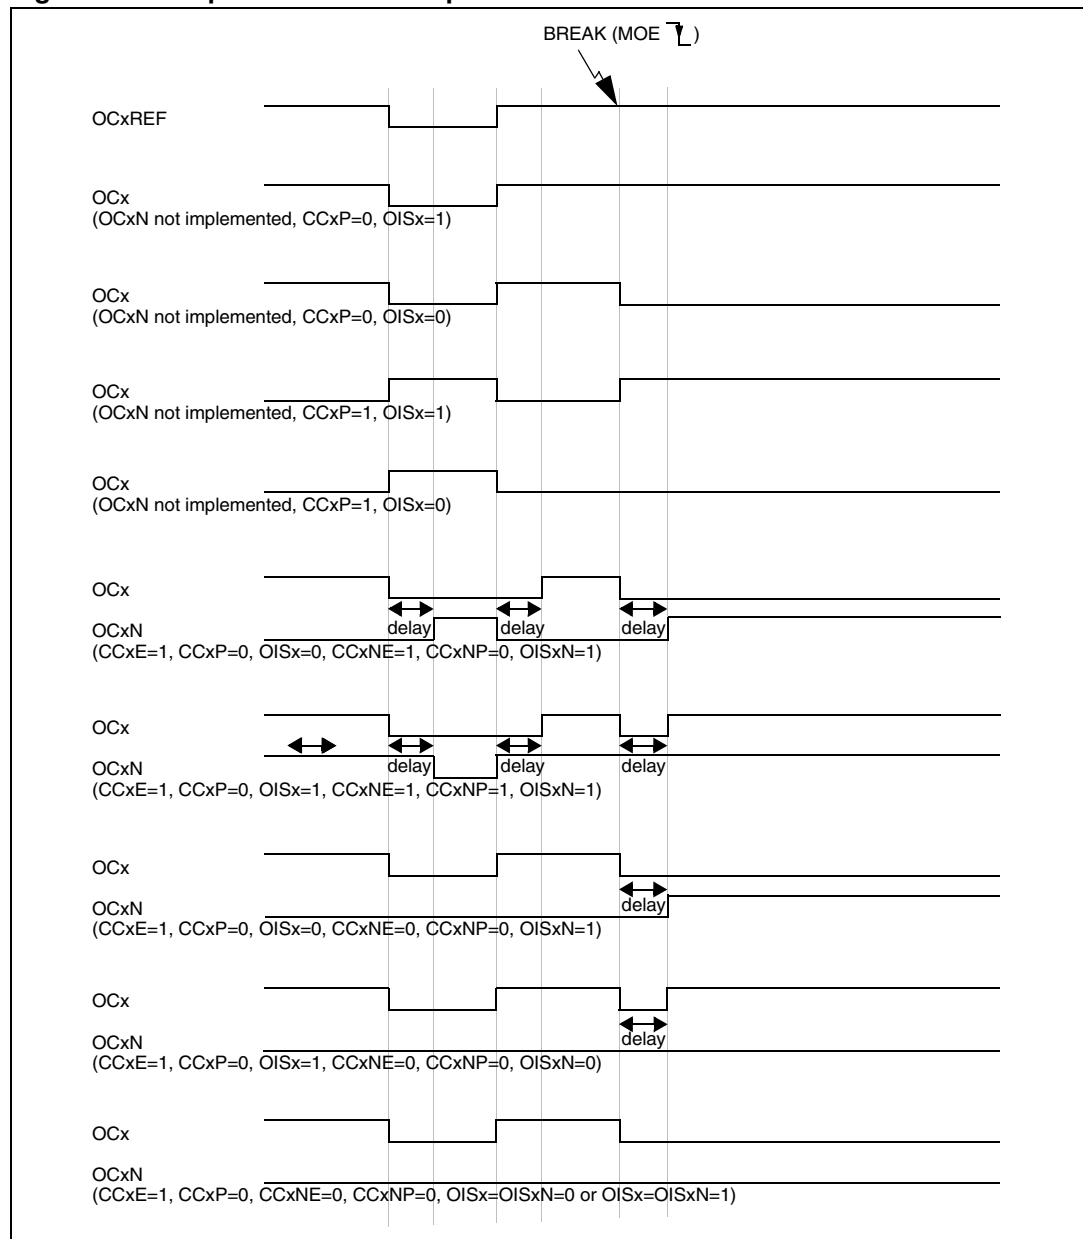 BREAK (MOE )
OCxREF
OCx
(OCxN not implemented, CCxP=0, OISx=1)
OCx
(OCxN not implemented, CCxP=0, OISx=0)
OCx
(OCxN not implemented, CCxP=1, OISx=1)
OCx
(OCxN not implemented, CCxP=1, OISx=0)
OCx
OCxN delay delay delay
(CCxE=1, CCxP=0, OISx=0, CCxNE=1, CCxNP=0, OISxN=1)
OCx
OCxN delay delay delay
(CCxE=1, CCxP=0, OISx=1, CCxNE=1, CCxNP=1, OISxN=1)
OCx
OCxN delay
(CCxE=1, CCxP=0, OISx=0, CCxNE=0, CCxNP=0, OISxN=1)
OCx
OCxN delay
(CCxE=1, CCxP=0, OISx=1, CCxNE=0, CCxNP=0, OISxN=0)
OCx
OCxN
(CCxE=1, CCxP=0, CCxNE=0, CCxNP=0, OISx=OISxN=0 or OISx=OISxN=1)